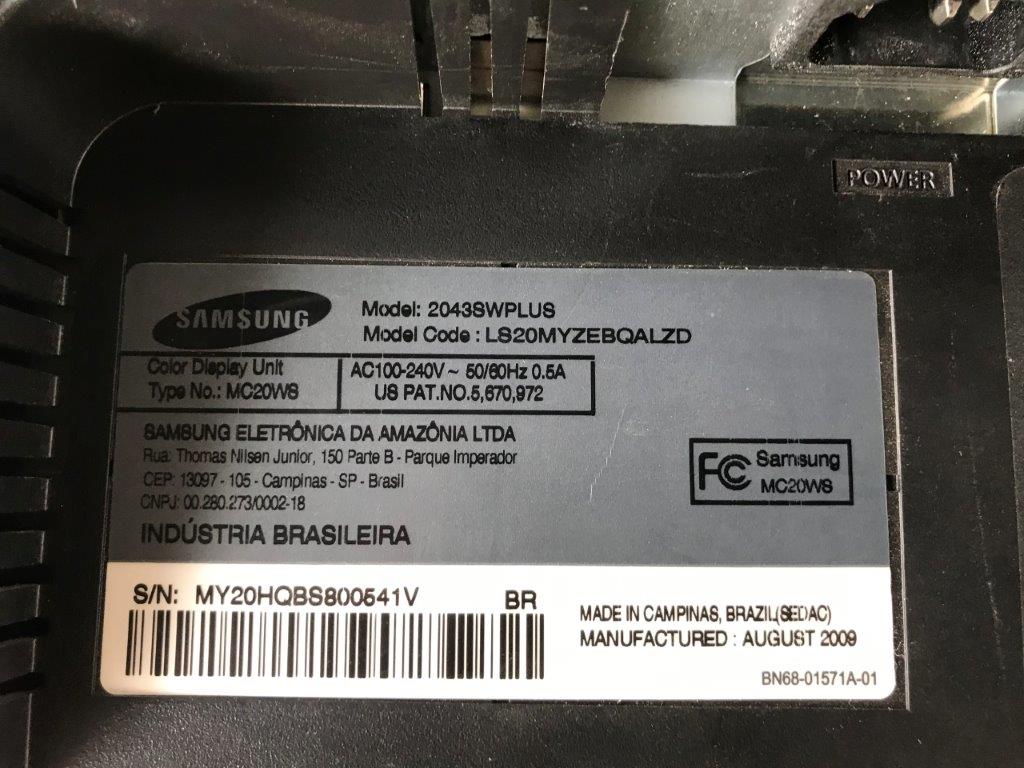 POWER
SAMSUNG
Model: 2043SWPLUS
Model Code : LS20MYZEBQALZD
Color Display Unit
Type No.: MC20WS
AC100-240V ~ 50/60Hz 0.5A
US PAT.NO.5,670,972
SAMSUNG ELETRÔNICA DA AMAZÔNIA LTDA
Rua: Thomas Nilsen Junior, 150 Parte B - Parque Imperador
CEP: 13097 - 105 - Campinas - SP - Brasil
CNPJ: 00.280.273/0002-18
INDÚSTRIA BRASILEIRA
FC Samsung
MC20WS
S/N: MY20HQBS800541V BR
MADE IN CAMPINAS, BRAZIL(SEDAC)
MANUFACTURED : AUGUST 2009
BN68-01571A-01